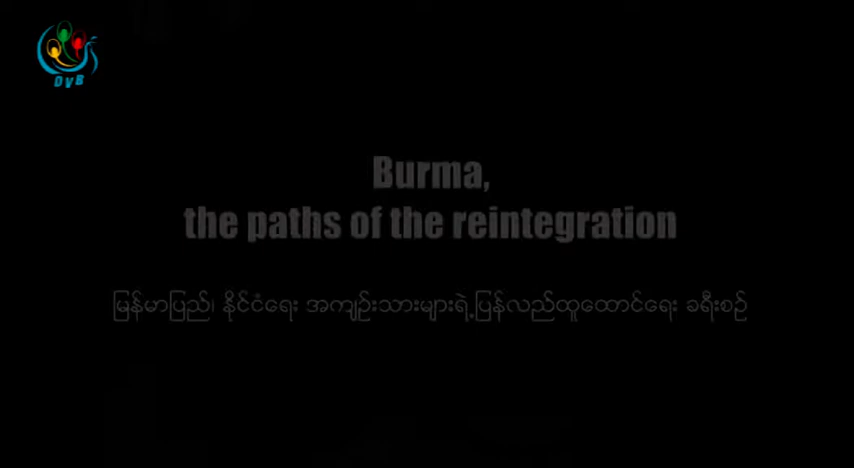 DVB
Burma,
the paths of the reintegration
မြန်မာပြည်၊ နိုင်ငံရေး အကျဉ်းသားများရဲ့ပြန်လည်ထူထောင်ရေး ခရီးစဉ်